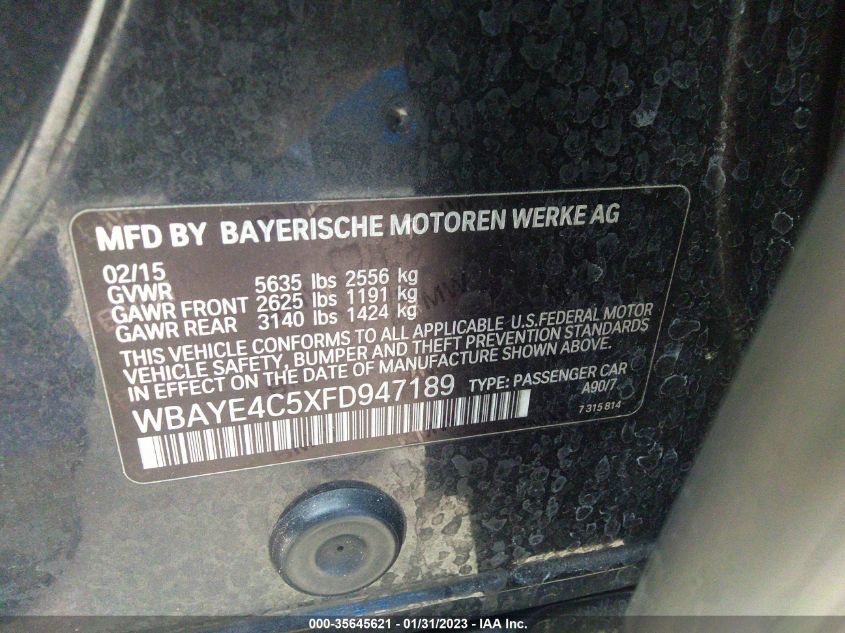 MFD BY BAYERISCHE MOTOREN WERKE AG
02/15
GVWR 5635 lbs 2556 kg
GAWR FRONT 2625 lbs 1191 kg
GAWR REAR 3140 lbs 1424 kg
THIS VEHICLE CONFORMS TO ALL APPLICABLE U.S.FEDERAL MOTOR
VEHICLE SAFETY, BUMPER AND THEFT PREVENTION STANDARDS
IN EFFECT ON THE DATE OF MANUFACTURE SHOWN ABOVE.
WBAYE4C5XFD947189 TYPE: PASSENGER CAR
A90/7
7 315 814
000-35645621 - 01/31/2023 - IAA Inc.